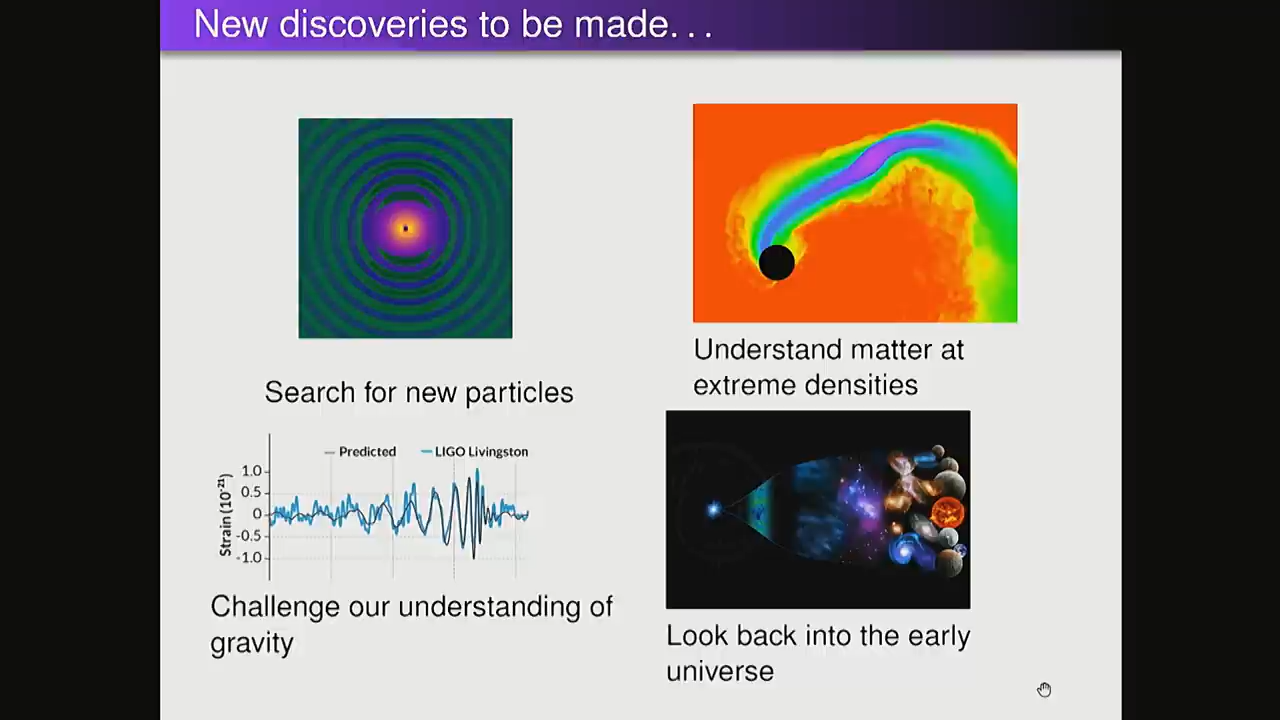 New discoveries to be made...
Search for new particles
Understand matter at
extreme densities
Predicted
LIGO Livingston
Strain (10⁻²¹)
1.0
0.5
0
-0.5
-1.0
Challenge our understanding of
gravity
Look back into the early
universe